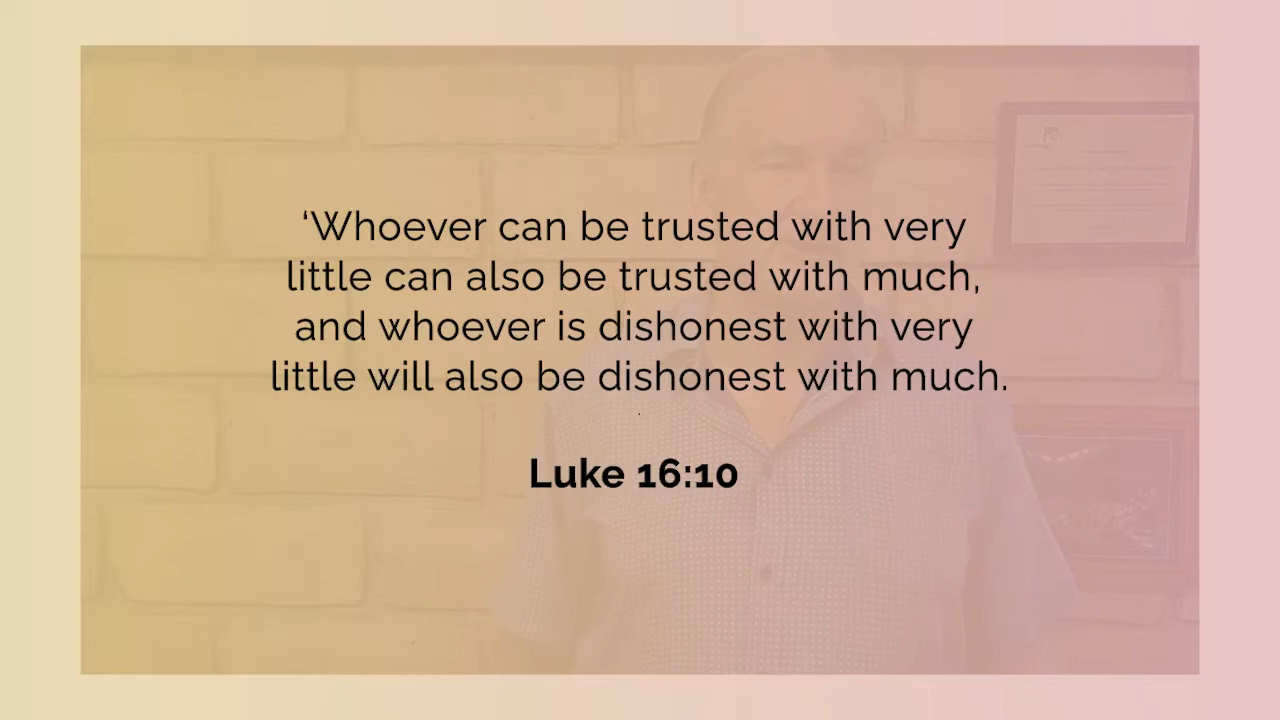 ‘Whoever can be trusted with very
little can also be trusted with much,
and whoever is dishonest with very
little will also be dishonest with much.
Luke 16:10